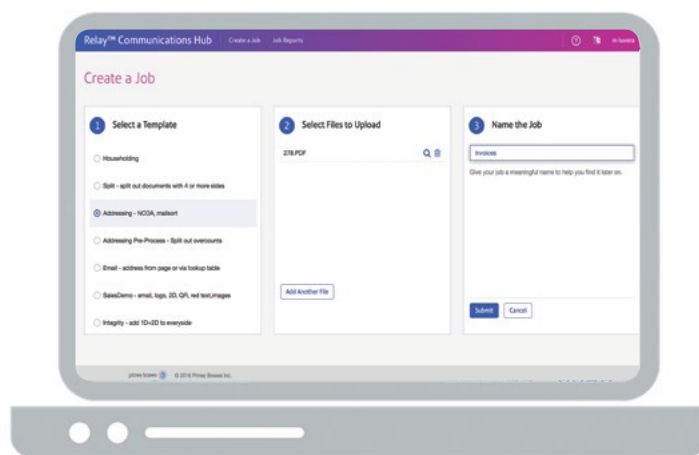 Relay™ Communications Hub Create a Job Job Reports
Create a Job
1 Select a Template
Householding
Split - split out documents with 4 or more sides
Addressing - NCOA, mailsort
Addressing Pre-Process - Split out overcounts
Email - address from page or via lookup table
SalesDemo - email, logo, 2D, QR, red text,images
Integrity - add 1D+2D to everyside
2 Select Files to Upload
278.PDF
Add Another File
3 Name the Job
Invoices
Give your job a meaningful name to help you find it later on.
Submit Cancel
pitney bowes © 2016 Pitney Bowes Inc.